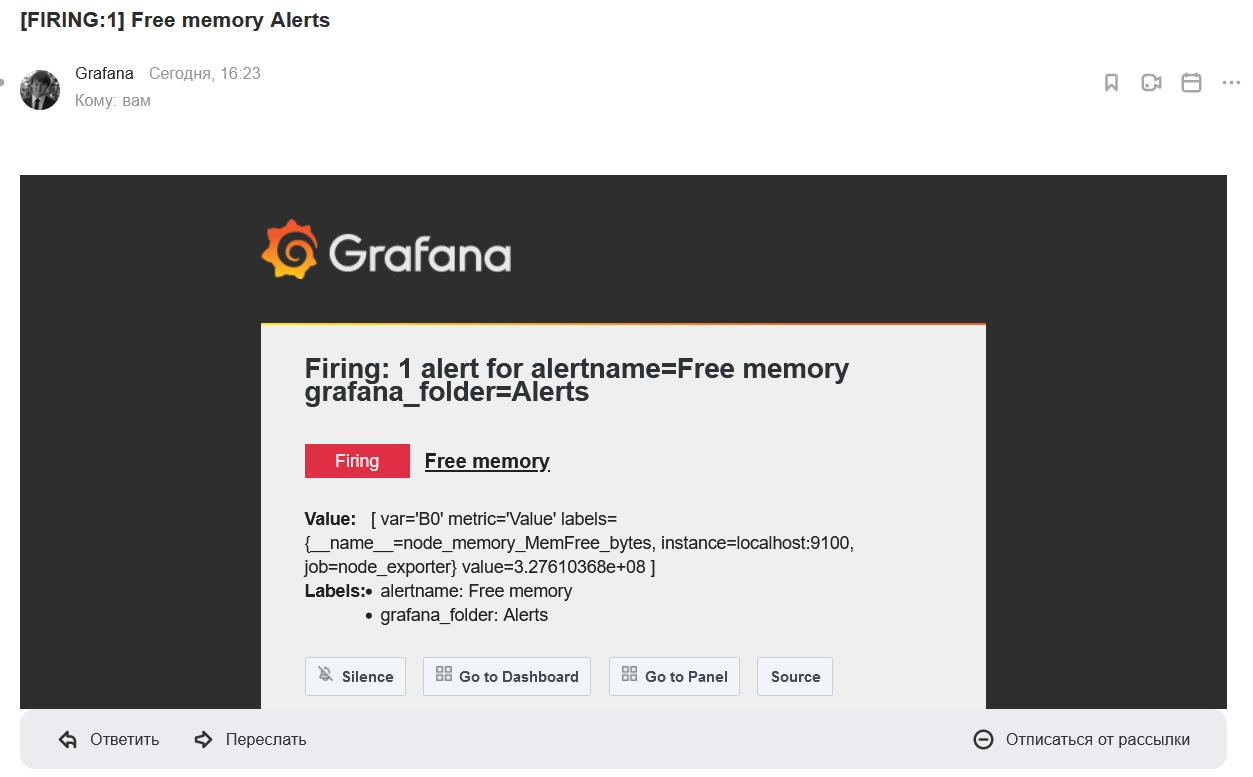 [FIRING:1] Free memory Alerts
Grafana Сегодня, 16:23
Кому: вам
Grafana
Firing: 1 alert for alertname=Free memory
grafana_folder=Alerts
Firing Free memory
Value: [ var='B0' metric='Value' labels=
{__name__=node_memory_MemFree_bytes, instance=localhost:9100,
job=node_exporter} value=3.27610368e+08 ]
Labels:• alertname: Free memory
• grafana_folder: Alerts
Silence Go to Dashboard Go to Panel Source
Ответить Переслать Отписаться от рассылки